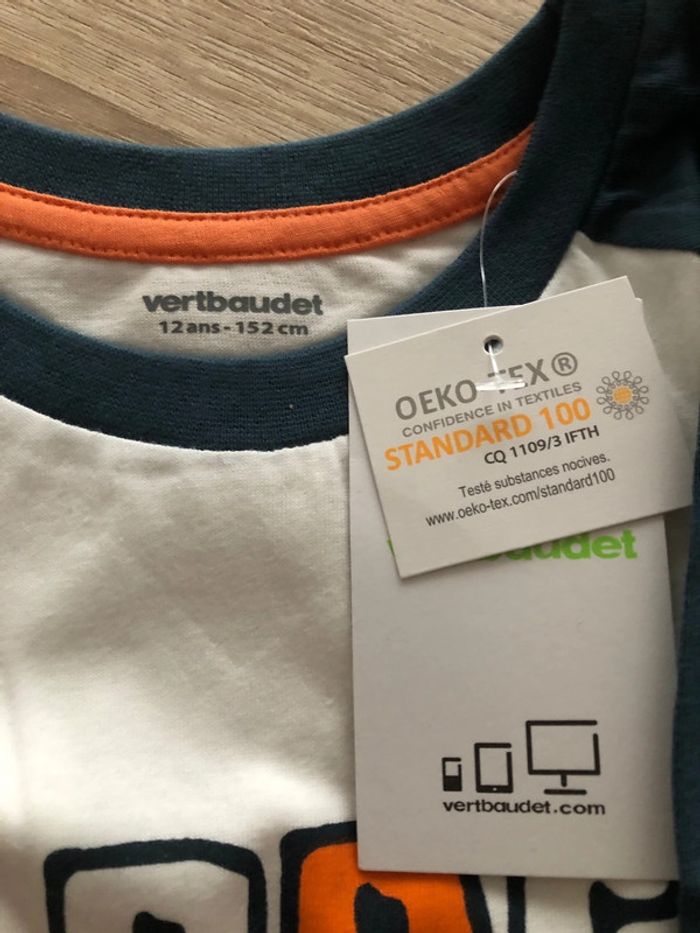 vertbaudet
12 ans - 152 cm
OEKO-TEX®
CONFIDENCE IN TEXTILES
STANDARD 100
CQ 1109/3 IFTH
Testé substances nocives.
www.oeko-tex.com/standard100
vertbaudet.com